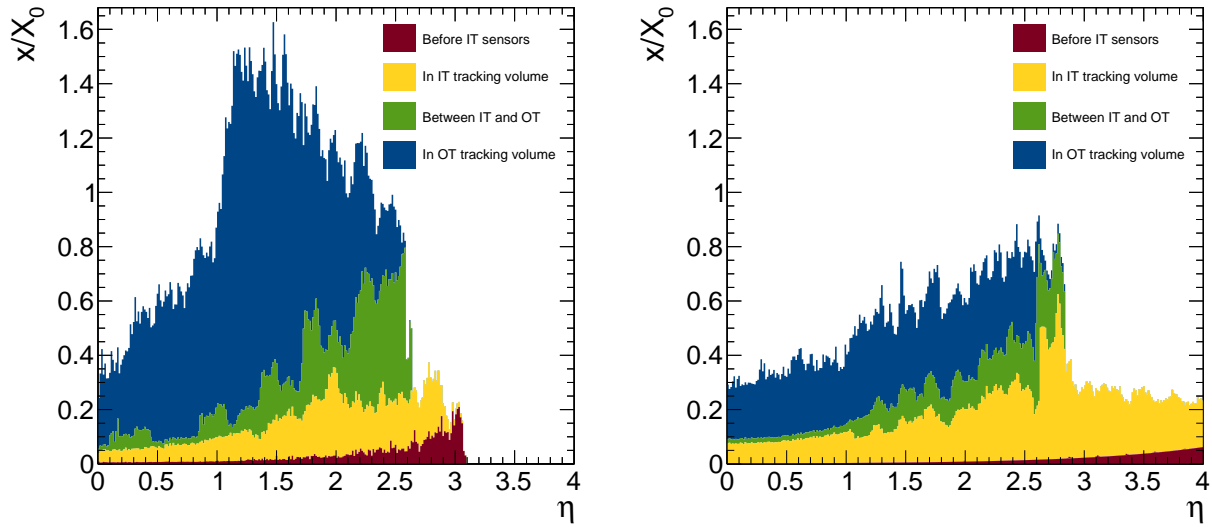 x/X0
1.6
1.4
1.2
1
0.8
0.6
0.4
0.2
0
Before IT sensors
In IT tracking volume
Between IT and OT
In OT tracking volume
0 0.5 1 1.5 2 2.5 3 3.5 4
η
x/X0
1.6
1.4
1.2
1
0.8
0.6
0.4
0.2
0
Before IT sensors
In IT tracking volume
Between IT and OT
In OT tracking volume
0 0.5 1 1.5 2 2.5 3 3.5 4
η